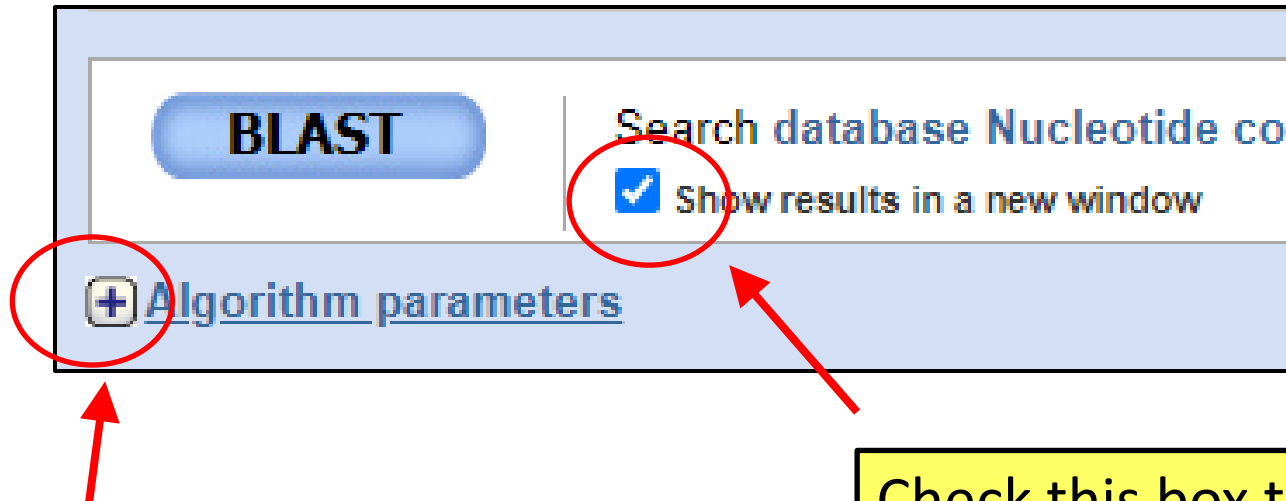 BLAST
Search database Nucleotide co
Show results in a new window
+ Algorithm parameters
Check this box t